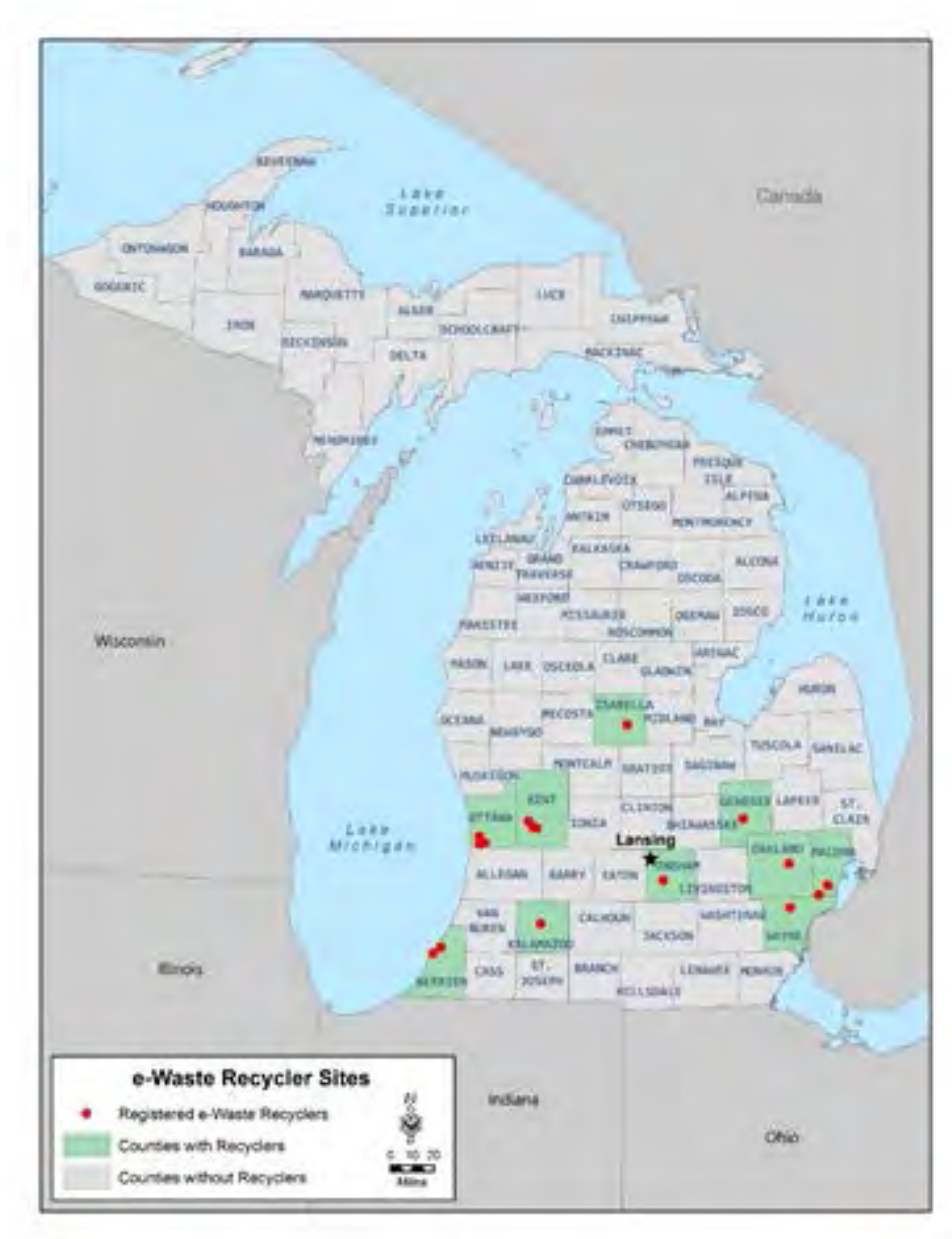 KEWEENAW
Lake
Superior
Canada
HOUGHTON
ONTONAGON
BARAGA
GOGEBIC
MARQUETTE
LUCE
ALGER
CHIPPEWA
IRON
SCHOOLCRAFT
DICKINSON
DELTA
MACKINAC
MENOMINEE
EMMET
CHEBOYGAN
PRESQUE
ISLE
CHARLEVOIX
ALPENA
OTSEGO
ANTRIM
MONTMORENCY
LEELANAU
KALKASKA
GRAND
TRAVERSE
BENZIE
CRAWFORD
OSCODA
ALCONA
WEXFORD
MISSAUKEE
OGEMAW
IOSCO
MANISTEE
ROSCOMMON
Lake
Huron
Wisconsin
ARENAC
MASON
LAKE
OSCEOLA
CLARE
GLADWIN
HURON
ISABELLA
OCEANA
NEWAYGO
MECOSTA
MIDLAND
BAY
TUSCOLA
SANILAC
MONTCALM
GRATIOT
SAGINAW
MUSKEGON
KENT
GENESEE
LAPEER
ST.
CLAIR
OTTAWA
IONIA
CLINTON
SHIAWASSEE
Lake
Michigan
Lansing
OAKLAND
MACOMB
ALLEGAN
BARRY
EATON
INGHAM
LIVINGSTON
VAN
BUREN
KALAMAZOO
CALHOUN
JACKSON
WASHTENAW
WAYNE
Illinois
BERRIEN
CASS
ST.
JOSEPH
BRANCH
HILLSDALE
LENAWEE
MONROE
e-Waste Recycler Sites
Registered e-Waste Recyclers
Counties with Recyclers
Counties without Recyclers
N
0 10 20
Miles
Indiana
Ohio